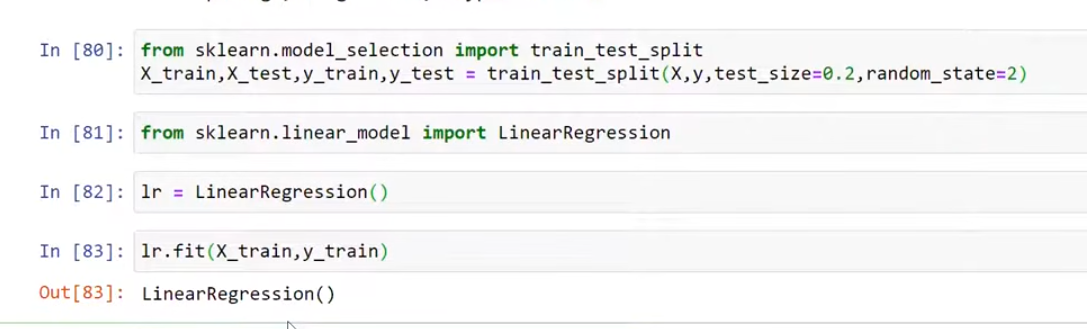 In [80]: from sklearn.model_selection import train_test_split
X_train,X_test,y_train,y_test = train_test_split(X,y,test_size=0.2,random_state=2)
In [81]: from sklearn.linear_model import LinearRegression
In [82]: lr = LinearRegression()
In [83]: lr.fit(X_train,y_train)
Out[83]: LinearRegression()